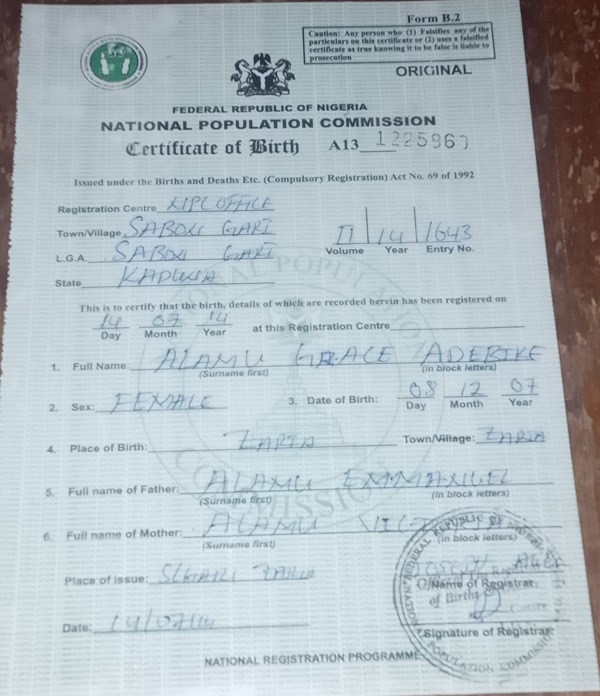 Form B.2
Caution: Any person who (1) Falsifies any of the
particulars on this certificate or (2) uses a falsified
certificate as true knowing it to be false is liable to
prosecution
ORIGINAL
FEDERAL REPUBLIC OF NIGERIA
NATIONAL POPULATION COMMISSION
Certificate of Birth A13 1225967
Issued under the Births and Deaths Etc. (Compulsory Registration) Act No. 69 of 1992
Registration Centre OFFICE
Town/Village SABON GARI
L.G.A. SABON GARI
II 14 1643
Volume Year Entry No.
State KADUNA
This is to certify that the birth, details of which are recorded herein has been registered on
14 07 14 at this Registration Centre
Day Month Year
1. Full Name: ALAMU GRACE ADEBIKE
(Surname first) (in block letters)
2. Sex: FEMALE 3. Date of Birth: 08 12 07
Day Month Year
4. Place of Birth: ZARIA Town/Village: ZARIA
5. Full name of Father: ALAMU EMMANUEL
(Surname first) (in block letters)
6. Full name of Mother: ALAMU
(Surname first) (in block letters)
Place of issue:
Name of Registrar
of Births
Date: 14/07/14
Signature of Registrar
NATIONAL REGISTRATION PROGRAMME